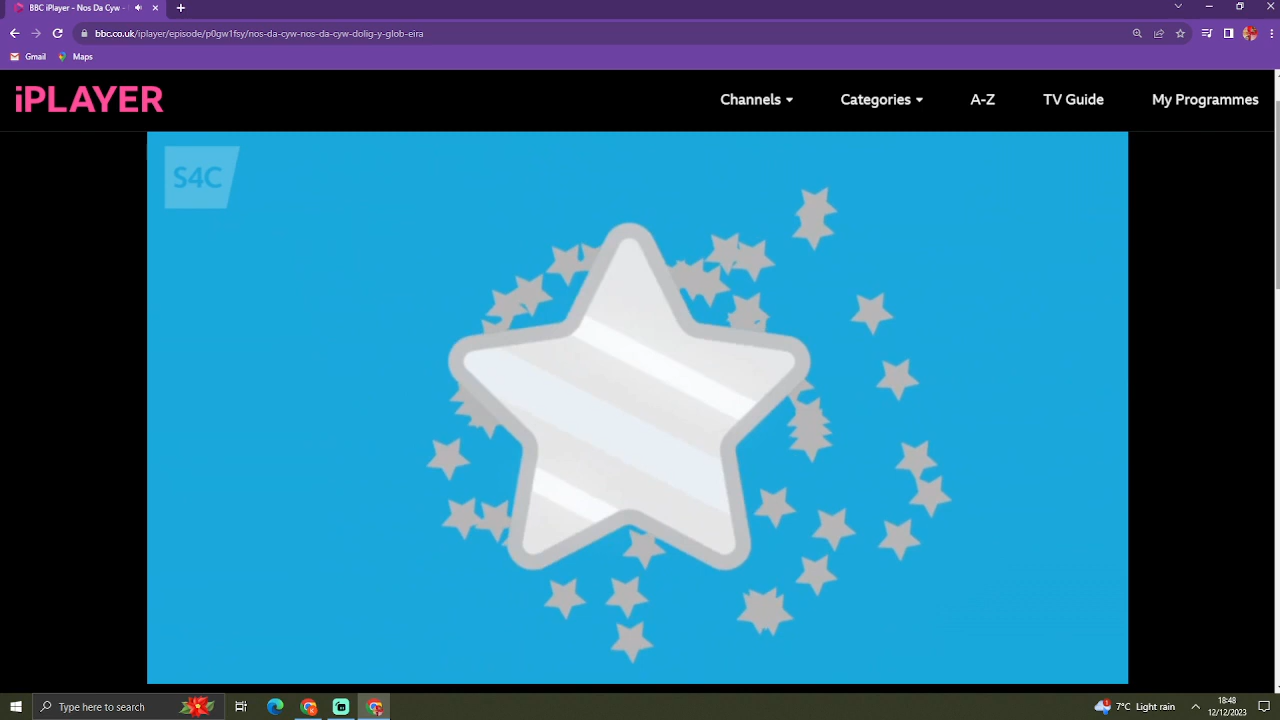 BBC iPlayer - Nos Da Cyw - N
bbc.co.uk/iplayer/episode/p0gw1fsy/nos-da-cyw-nos-da-cyw-dolig-y-glob-eira
Gmail Maps
iPLAYER Channels Categories A-Z TV Guide My Programmes
S4C
Type here to search 7°C Light rain 18:48
12/12/2023